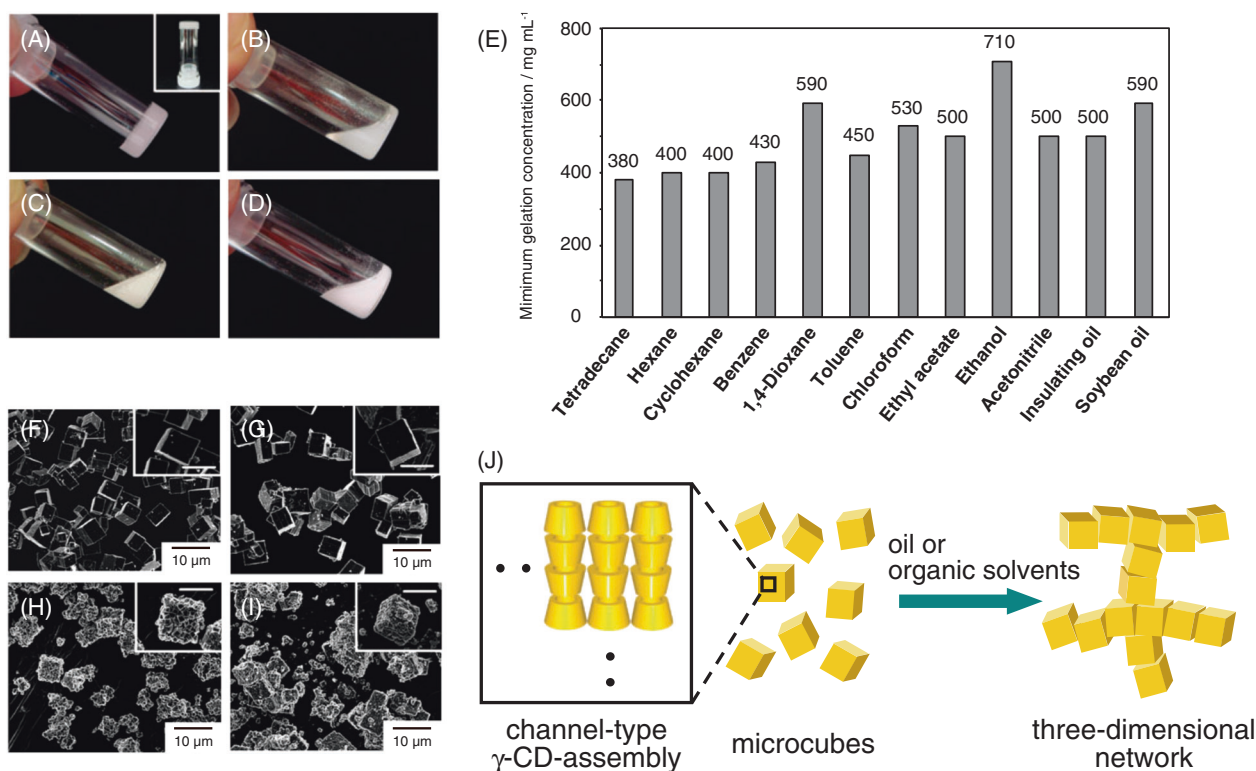 (A)
(B)
(C)
(D)
(E)
Mimimum gelation concentration / mg mL⁻¹
800
600
400
200
0
380
400
400
430
590
450
530
500
710
500
500
590
Tetradecane
Hexane
Cyclohexane
Benzene
1,4-Dioxane
Toluene
Chloroform
Ethyl acetate
Ethanol
Acetonitrile
Insulating oil
Soybean oil
(F)
10 μm
(G)
10 μm
(H)
10 μm
(I)
10 μm
(J)
oil or
organic solvents
channel-type
γ-CD-assembly
microcubes
three-dimensional
network